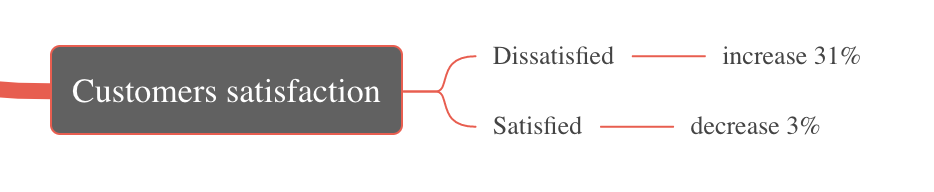 Customers satisfaction
Dissatisfied
increase 31%
Satisfied
decrease 3%